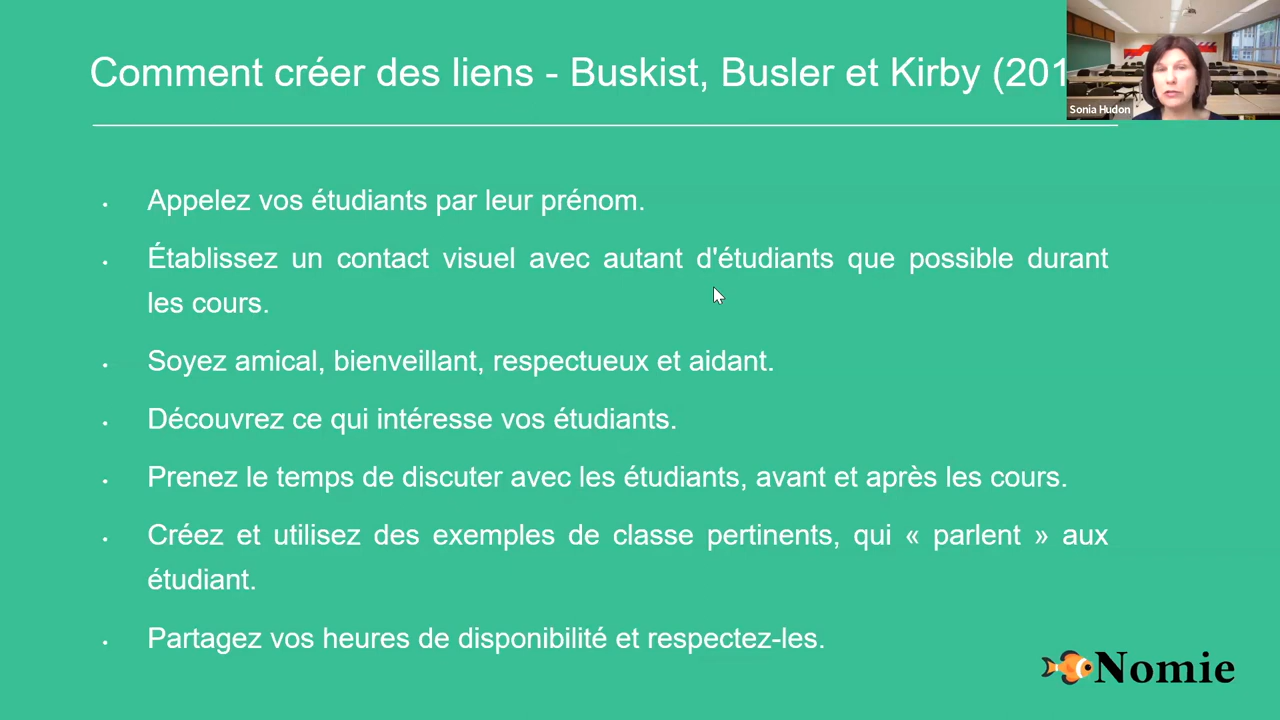 Comment créer des liens - Buskist, Busler et Kirby (201
Sonia Hudon
Appelez vos étudiants par leur prénom.
Établissez un contact visuel avec autant d'étudiants que possible durant
les cours.
Soyez amical, bienveillant, respectueux et aidant.
Découvrez ce qui intéresse vos étudiants.
Prenez le temps de discuter avec les étudiants, avant et après les cours.
Créez et utilisez des exemples de classe pertinents, qui « parlent » aux
étudiant.
Partagez vos heures de disponibilité et respectez-les.
Nomie